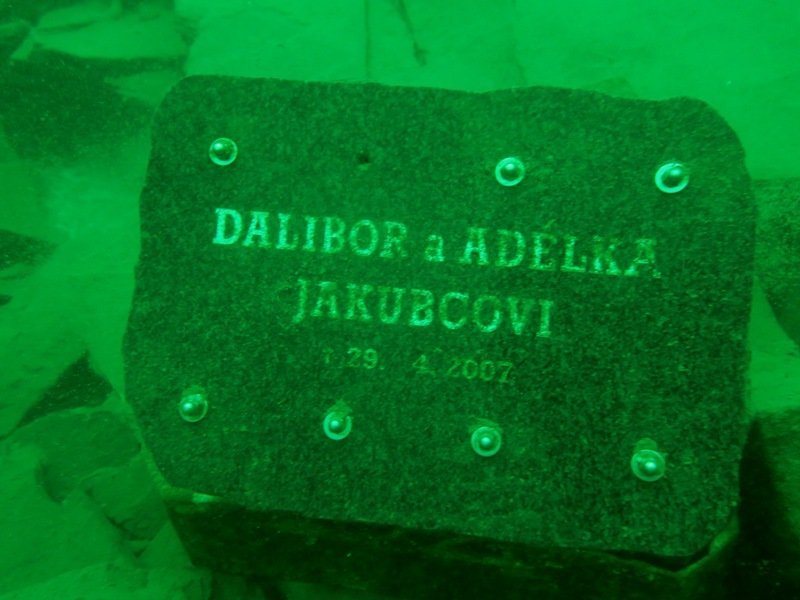 DALIBOR a ADÉLKA
JAKUBCOVI
† 29. 4. 2007